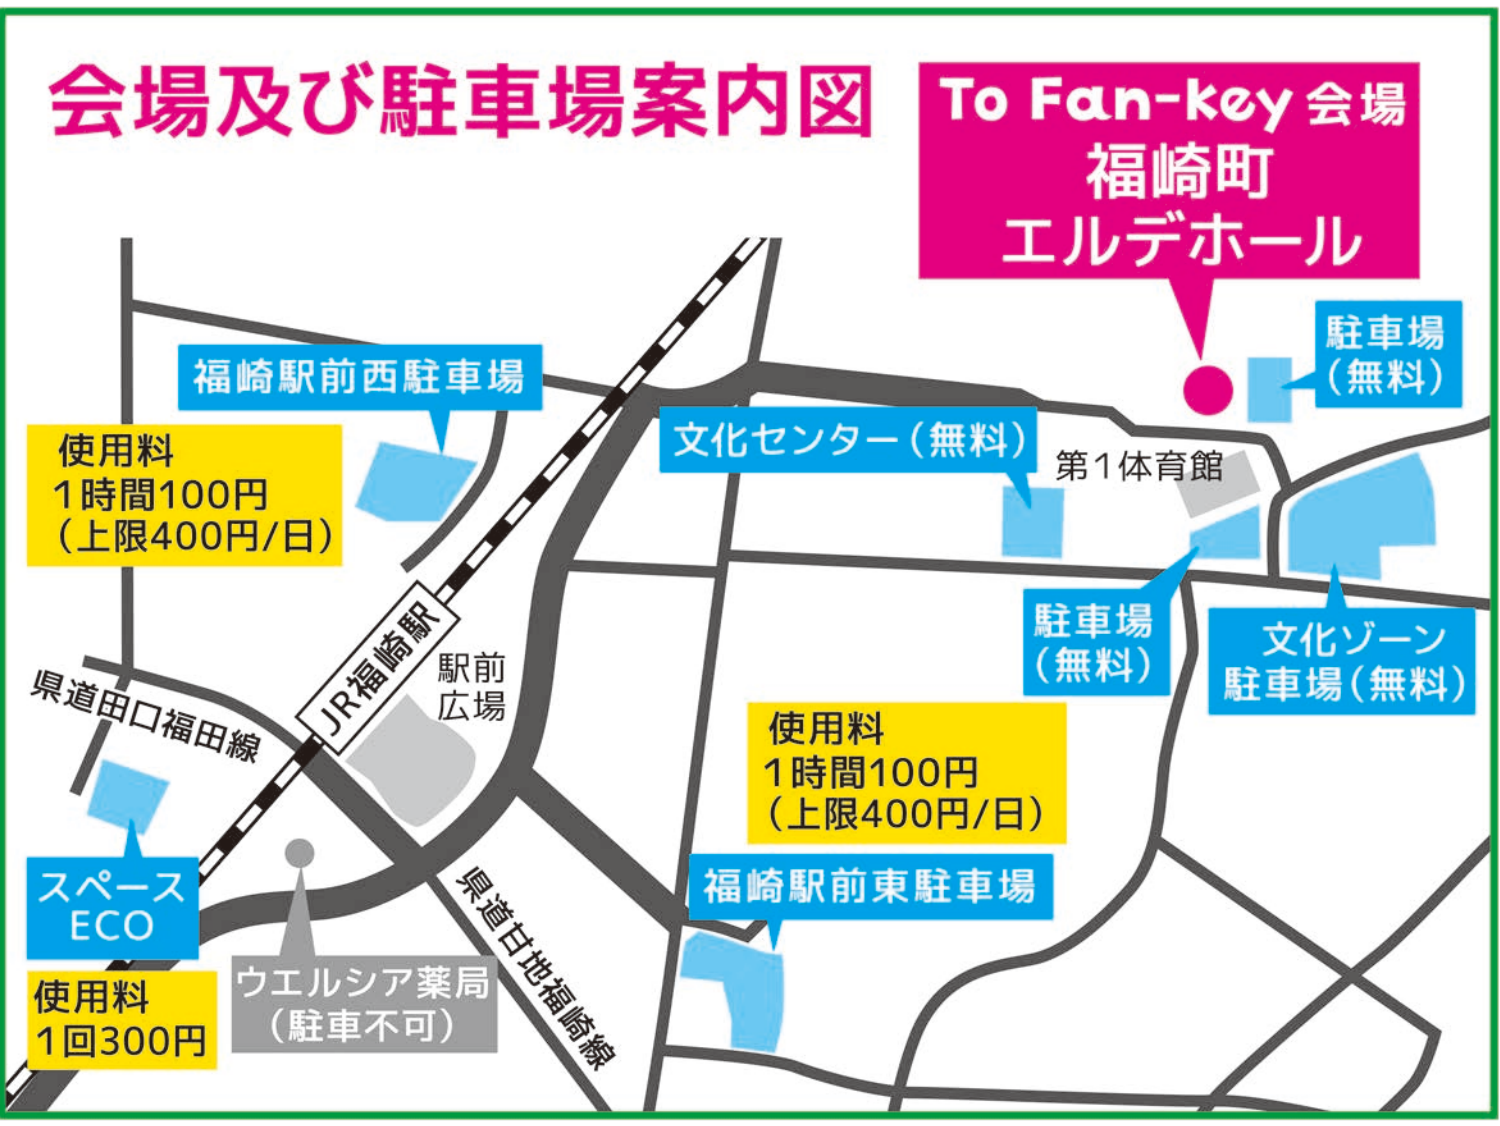 会場及び駐車場案内図
To Fan-key 会場
福崎町
エルデホール
駐車場
（無料）
福崎駅前西駐車場
使用料
1時間100円
（上限400円/日）
文化センター（無料）
第1体育館
JR福崎駅
駅前
広場
駐車場
（無料）
文化ゾーン
駐車場（無料）
県道田口福田線
使用料
1時間100円
（上限400円/日）
福崎駅前東駐車場
スペース
ECO
使用料
1回300円
ウエルシア薬局
（駐車不可）
県道甘地福崎線